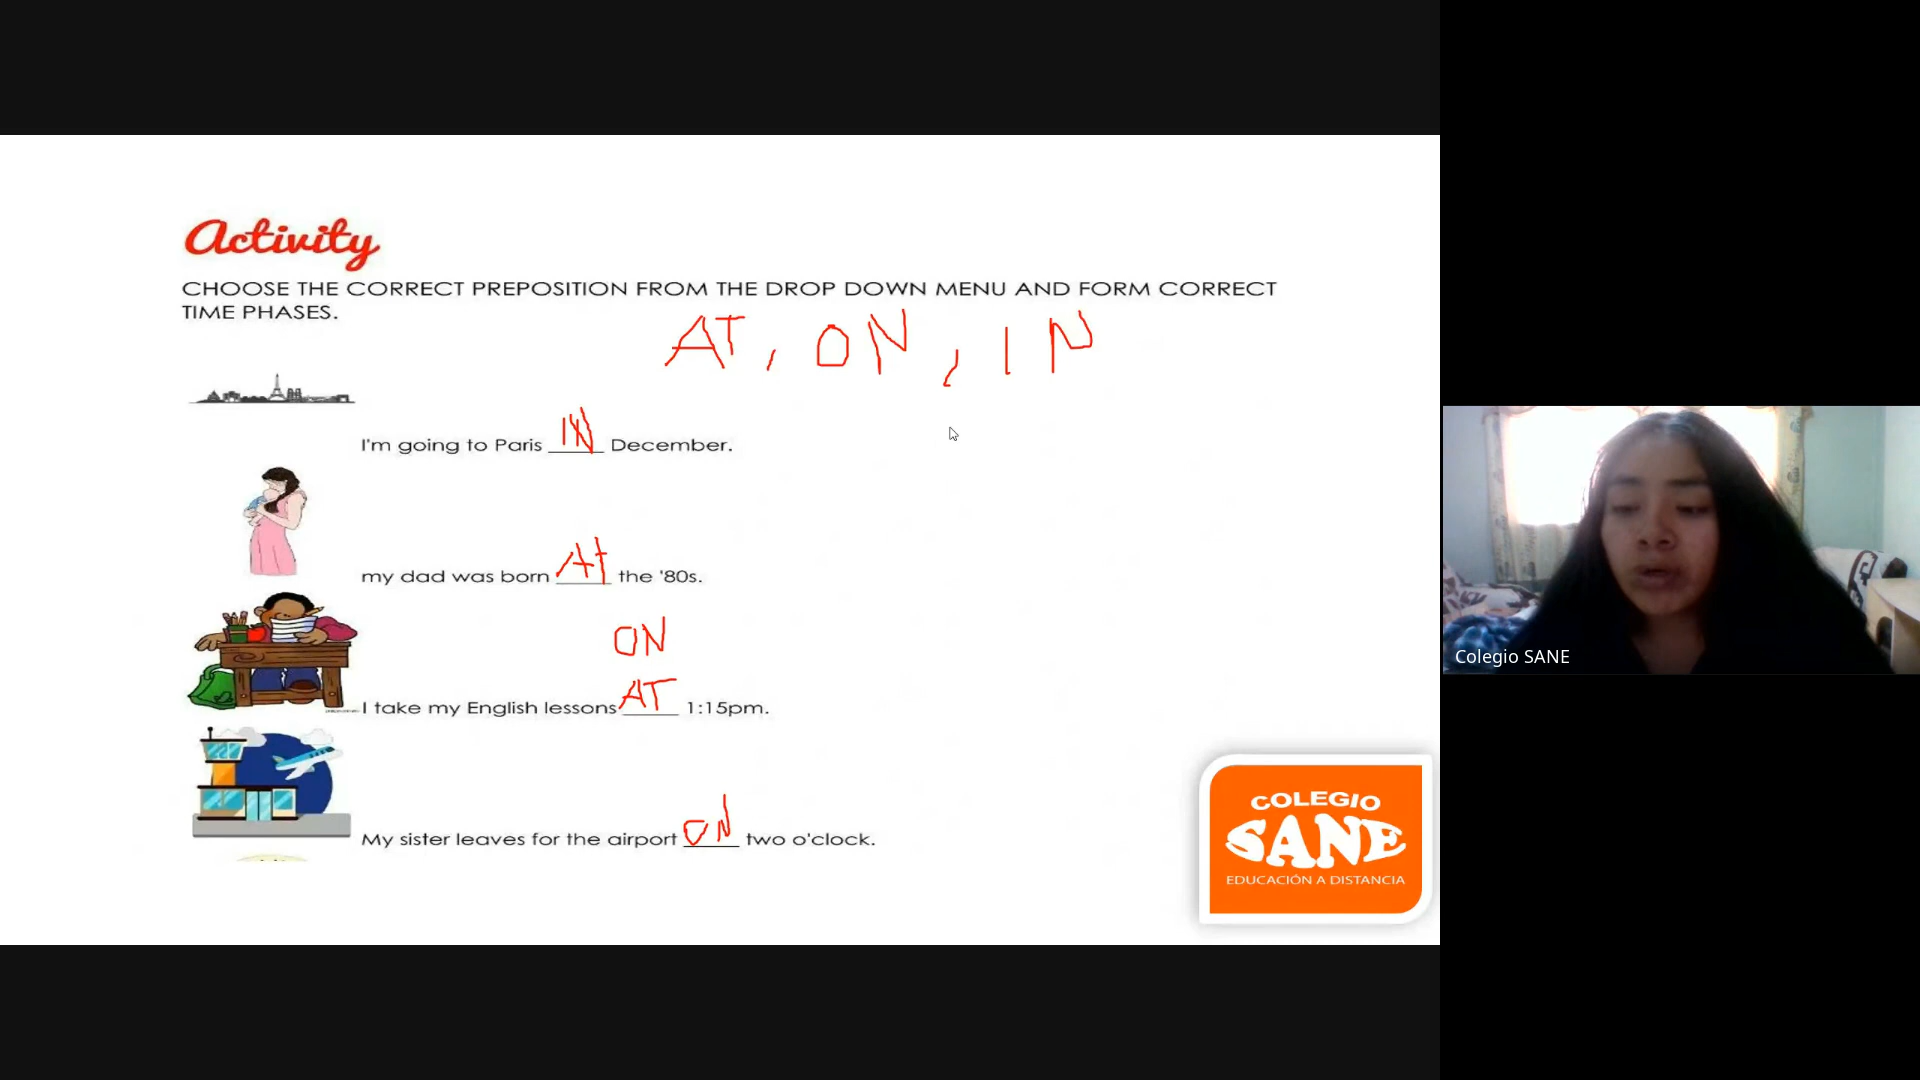 Activity
CHOOSE THE CORRECT PREPOSITION FROM THE DROP DOWN MENU AND FORM CORRECT
TIME PHASES.
AT, ON, IN
I'm going to Paris IN December.
my dad was born At the '80s.
ON
I take my English lessons AT 1:15pm.
My sister leaves for the airport ON two o'clock.
COLEGIO
SANE
EDUCACIÓN A DISTANCIA
Colegio SANE